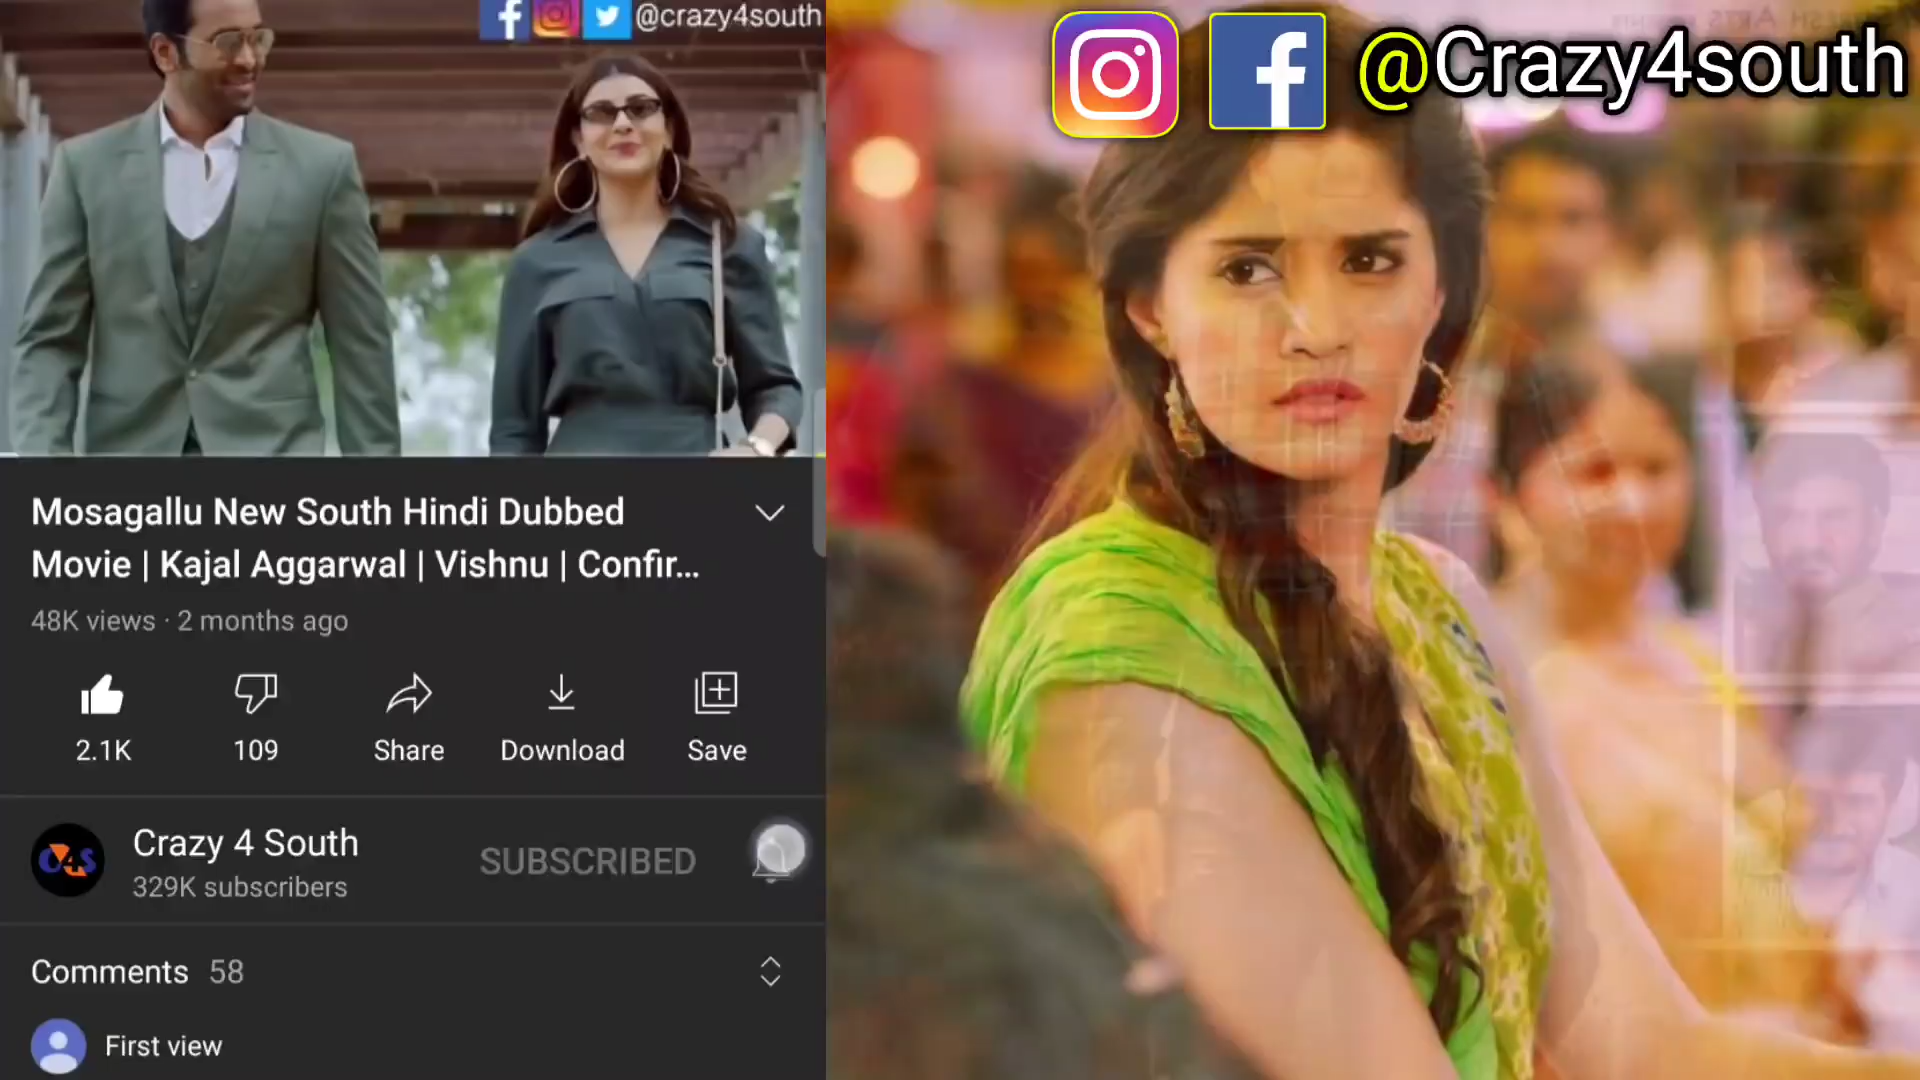 @crazy4south
@Crazy4south
Mosagallu New South Hindi Dubbed
Movie | Kajal Aggarwal | Vishnu | Confir...
48K views · 2 months ago
2.1K
109
Share
Download
Save
C4S
Crazy 4 South
329K subscribers
SUBSCRIBED
Comments 58
First view